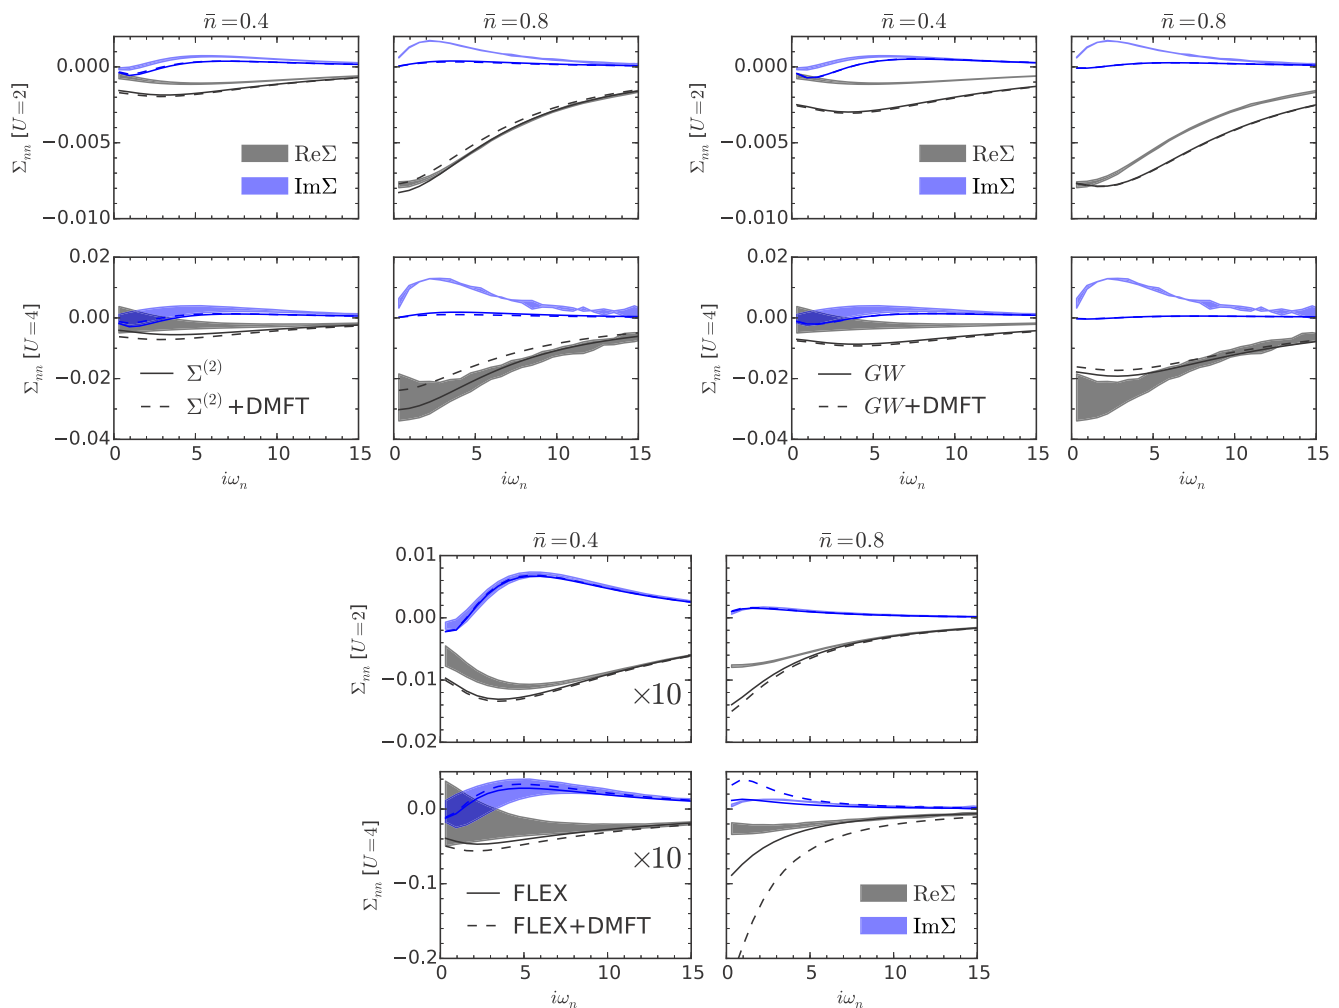 n̄ = 0.4
n̄ = 0.8
0.000
−0.005
−0.010
Σnn [U = 2]
ReΣ
ImΣ
0.02
0.00
−0.02
−0.04
Σnn [U = 4]
Σ(2)
Σ(2) +DMFT
0 5 10 15
0 5 10 15
iωn
iωn
n̄ = 0.4
n̄ = 0.8
0.000
−0.005
−0.010
Σnn [U = 2]
0.02
0.00
−0.02
−0.04
Σnn [U = 4]
GW
GW+DMFT
0 5 10 15
0 5 10 15
iωn
iωn
n̄ = 0.4
n̄ = 0.8
0.01
0.00
−0.01
−0.02
Σnn [U = 2]
×10
0.0
−0.1
−0.2
Σnn [U = 4]
×10
FLEX
FLEX+DMFT
ReΣ
ImΣ
0 5 10 15
0 5 10 15
iωn
iωn